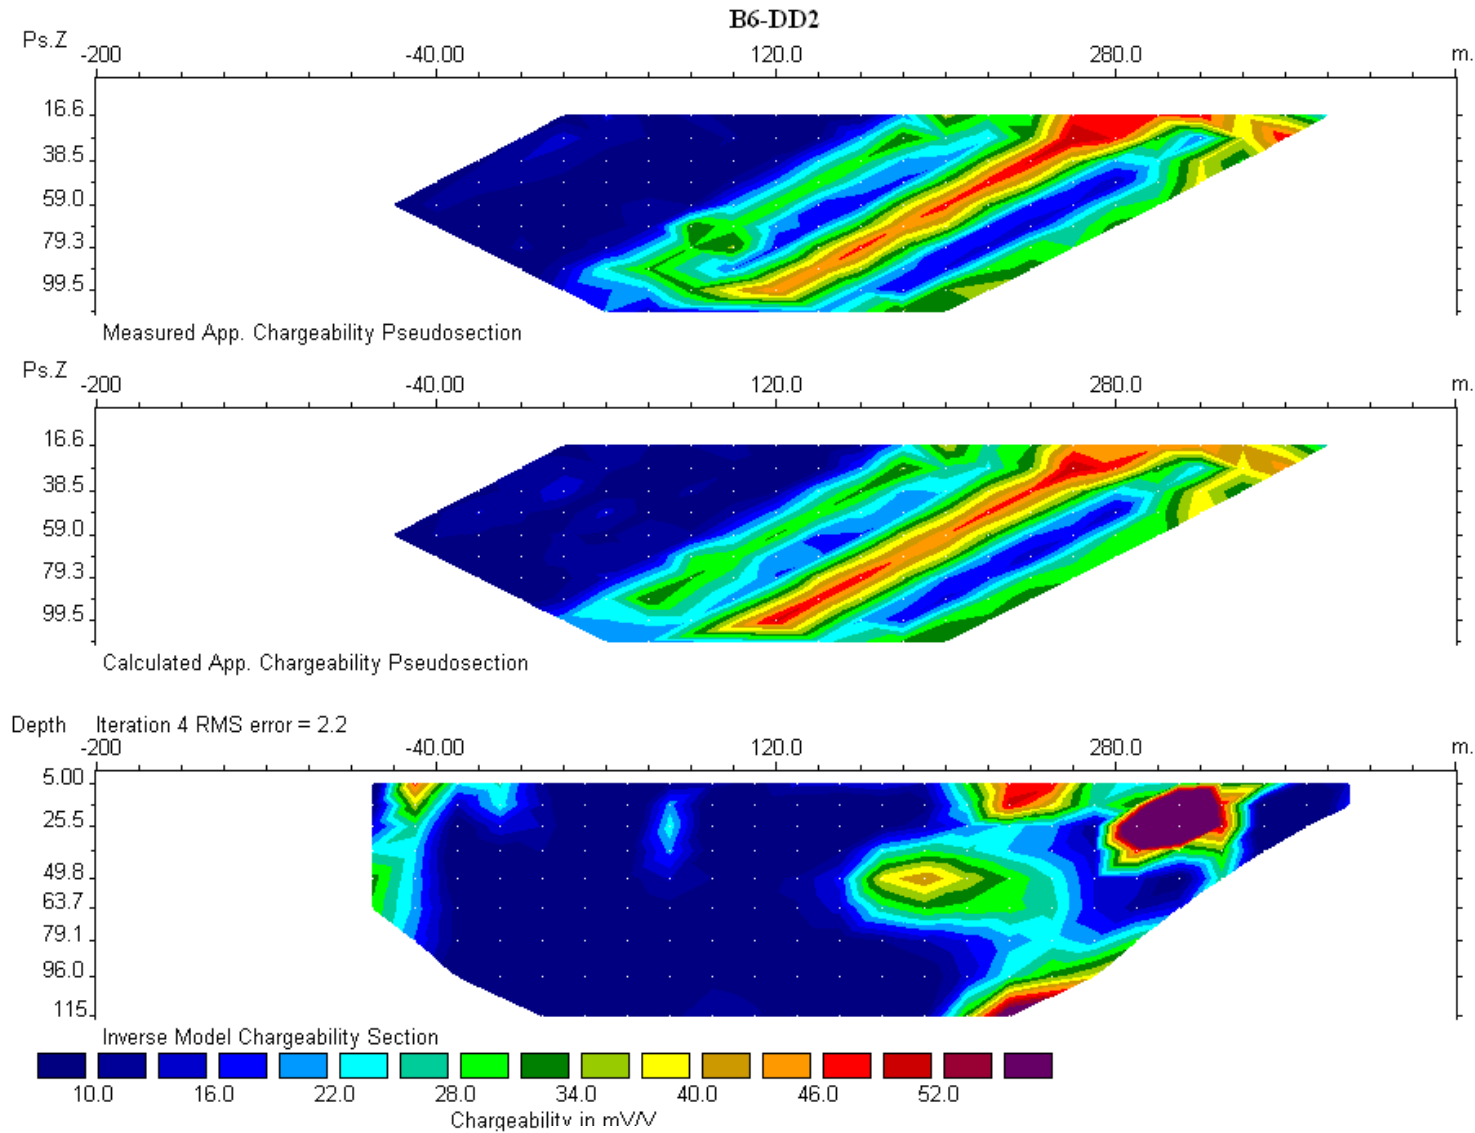 B6-DD2
Ps.Z -200 -40.00 120.0 280.0 m.
16.6
38.5
59.0
79.3
99.5
Measured App. Chargeability Pseudosection
Ps.Z -200 -40.00 120.0 280.0 m.
16.6
38.5
59.0
79.3
99.5
Calculated App. Chargeability Pseudosection
Depth Iteration 4 RMS error = 2.2
-200 -40.00 120.0 280.0 m.
5.00
25.5
49.8
63.7
79.1
96.0
115.
Inverse Model Chargeability Section
10.0 16.0 22.0 28.0 34.0 40.0 46.0 52.0
Chargeability in mV/V